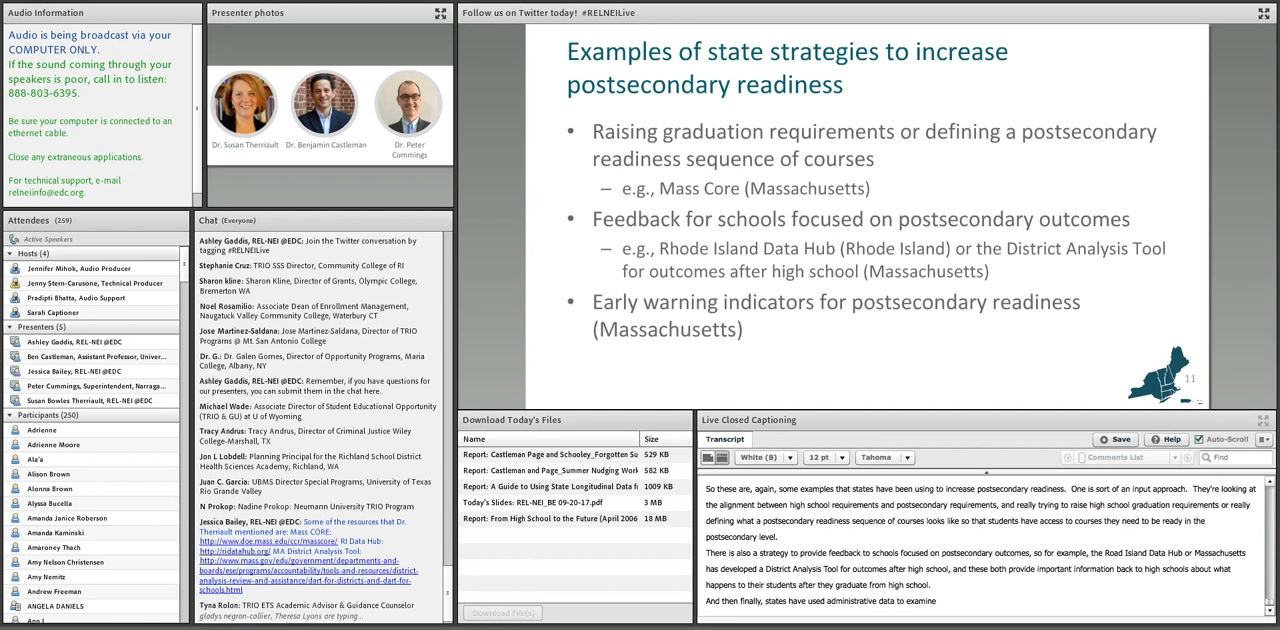 Audio Information
Audio is being broadcast via your
COMPUTER ONLY.
If the sound coming through your
speakers is poor, call in to listen:
888-803-6395.
Be sure your computer is connected to an
ethernet cable.
Close any extraneous applications.
For technical support, e-mail
relneiinfo@edc.org.
Presenter photos
Dr. Susan Therriault
Dr. Benjamin Castleman
Dr. Peter
Cummings
Attendees (259)
Active Speakers
Hosts (4)
Jennifer Mihok, Audio Producer
Jenny Stern-Carusone, Technical Producer
Pradipti Bhatta, Audio Support
Sarah Captioner
Presenters (5)
Ashley Gaddis, REL-NEI @EDC
Ben Castleman, Assistant Professor, Univer...
Jessica Bailey, REL-NEI @EDC
Peter Cummings, Superintendent, Narraga...
Susan Bowles Therriault, REL-NEI @EDC
Participants (250)
Adrienne
Adrienne Moore
Ala'a
Alison Brown
Alonna Brown
Alyssa Bucella
Amanda Janice Roberson
Amanda Kaminski
Amaroney Thach
Amy Nelson Christensen
Amy Nemitz
Andrew Freeman
ANGELA DANIELS
Ann L
Chat (Everyone)
Ashley Gaddis, REL-NEI @EDC: Join the Twitter conversation by
tagging #RELNEILive
Stephanie Cruz: TRIO SSS Director, Community College of RI
Sharon kline: Sharon Kline, Director of Grants, Olympic College,
Bremerton WA
Noel Rosamilio: Associate Dean of Enrollment Management,
Naugatuck Valley Community College, Waterbury CT
Jose Martinez-Saldana: Jose Martinez-Saldana, Director of TRIO
Programs @ Mt. San Antonio College
Dr. G.: Dr. Galen Gomes, Director of Opportunity Programs, Maria
College, Albany, NY
Ashley Gaddis, REL-NEI @EDC: Remember, if you have questions for
our presenters, you can submit them in the chat here.
Michael Wade: Associate Director of Student Educational Opportunity
(TRIO & GU) at U of Wyoming
Tracy Andrus: Tracy Andrus, Director of Criminal Justice Wiley
College-Marshall, TX
Jon L Lobdell: Planning Principal for the Richland School District
Health Sciences Academy, Richland, WA
Juan C. Garcia: UBMS Director Special Programs, University of Texas
Rio Grande Valley
N Prokop: Nadine Prokop: Neumann University TRIO Program
Jessica Bailey, REL-NEI @EDC: Some of the resources that Dr.
Therriault mentioned are: Mass CORE:
http://www.doe.mass.edu/ccr/masscore/ RI Data Hub:
http://ridatahub.org/ MA District Analysis Tool:
http://www.mass.gov/edu/government/departments-and-
boards/ese/programs/accountability/tools-and-resources/district-
analysis-review-and-assistance/dart-for-districts-and-dart-for-
schools.html
Tyna Rolon: TRIO ETS Academic Advisor & Guidance Counselor
gladys negron-collier, Theresa Lyons are typing...
Follow us on Twitter today! #RELNEILive
Examples of state strategies to increase
postsecondary readiness
• Raising graduation requirements or defining a postsecondary
readiness sequence of courses
– e.g., Mass Core (Massachusetts)
• Feedback for schools focused on postsecondary outcomes
– e.g., Rhode Island Data Hub (Rhode Island) or the District Analysis Tool
for outcomes after high school (Massachusetts)
• Early warning indicators for postsecondary readiness
(Massachusetts)
11
Download Today's Files
Name Size
Report: Castleman Page and Schooley_Forgotten Su 529 KB
Report: Castleman and Page_Summer Nudging Work 582 KB
Report: A Guide to Using State Longitudinal Data fo 1009 KB
Today's Slides: REL-NEI_BE 09-20-17.pdf 3 MB
Report: From High School to the Future (April 2006 18 MB
Download File(s)
Live Closed Captioning
Transcript Save Help Auto-Scroll
White (B) 12 pt Tahoma Comments List Find
So these are, again, some examples that states have been using to increase postsecondary readiness. One is sort of an input approach. They're looking at
the alignment between high school requirements and postsecondary requirements, and really trying to raise high school graduation requirements or really
defining what a postsecondary readiness sequence of courses looks like so that students have access to courses they need to be ready in the
postsecondary level.
There is also a strategy to provide feedback to schools focused on postsecondary outcomes, so for example, the Road Island Data Hub or Massachusetts
has developed a District Analysis Tool for outcomes after high school, and these both provide important information back to high schools about what
happens to their students after they graduate from high school.
And then finally, states have used administrative data to examine